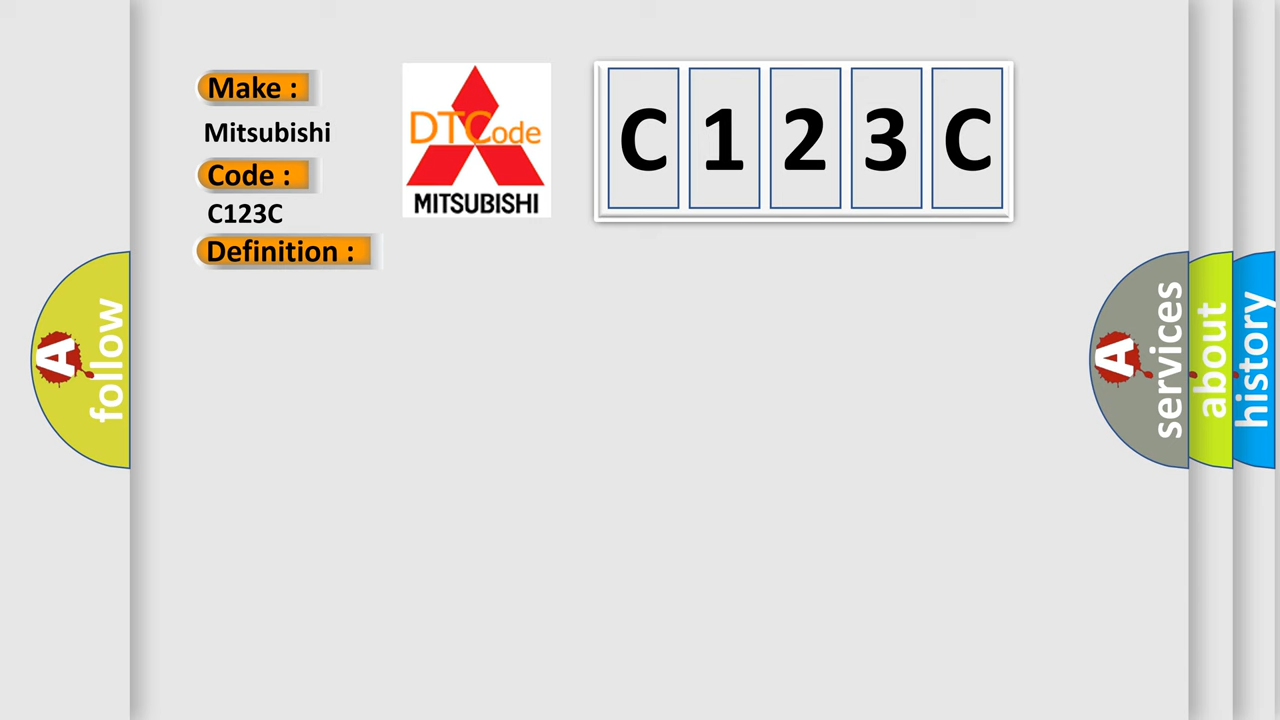 Make :
Mitsubishi
Code :
C123C
Definition :
DTCode
MITSUBISHI
C 1 2 3 C
A follow
A services
about
history